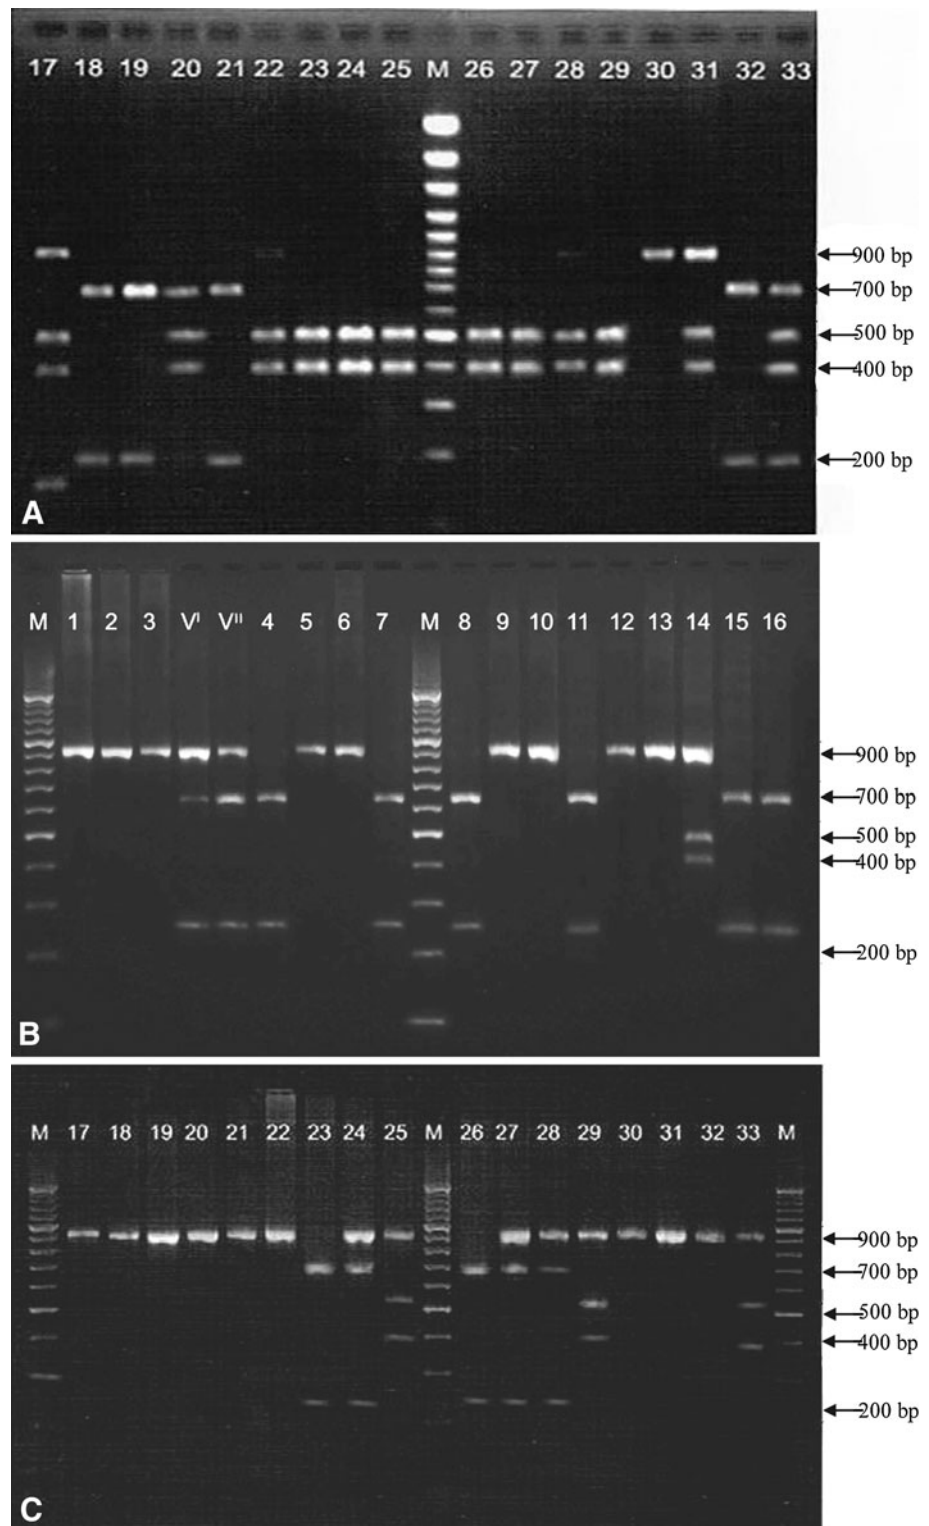 17 18 19 20 21 22 23 24 25 M 26 27 28 29 30 31 32 33
900 bp
700 bp
500 bp
400 bp
200 bp
A
M 1 2 3 VI VII 4 5 6 7 M 8 9 10 11 12 13 14 15 16
900 bp
700 bp
500 bp
400 bp
200 bp
B
M 17 18 19 20 21 22 23 24 25 M 26 27 28 29 30 31 32 33 M
900 bp
700 bp
500 bp
400 bp
200 bp
C